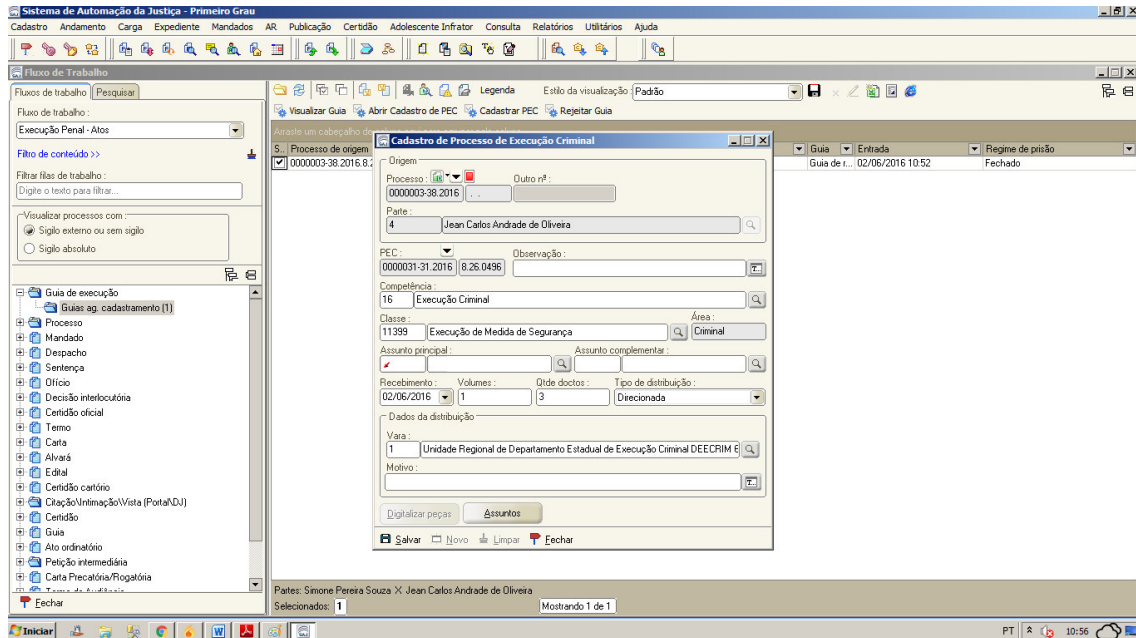 Sistema de Automação da Justiça - Primeiro Grau
Cadastro Andamento Carga Expediente Mandados AR Publicação Certidão Adolescente Infrator Consulta Relatórios Utilitários Ajuda
Fluxo de Trabalho
Fluxos de trabalho Pesquisar
Legenda Estilo da visualização : Padrão
Visualizar Guia Abrir Cadastro de PEC Cadastrar PEC Rejeitar Guia
Fluxo de trabalho :
Execução Penal - Atos
Filtro de conteúdo >>
Filtrar filas de trabalho :
Digite o texto para filtrar...
Visualizar processos com :
Sigilo externo ou sem sigilo
Sigilo absoluto
Guia de execução
Guias ag. cadastramento (1)
Processo
Mandado
Despacho
Sentença
Ofício
Decisão interlocutória
Certidão oficial
Termo
Carta
Alvará
Edital
Certidão cartório
Citação\Intimação\Vista (Portal\DJ)
Certidão
Guia
Ato ordinatório
Petição intermediária
Carta Precatória/Rogatória
Fechar
Arraste um cabeçalho de
S.. Processo de origem Guia Entrada Regime de prisão
0000003-38.2016.8.2 Guia de r... 02/06/2016 10:52 Fechado
Cadastro de Processo de Execução Criminal
Origem
Processo : Outro nº :
0000003-38.2016 . .
Parte :
4 Jean Carlos Andrade de Oliveira
PEC : Observação :
0000031-31.2016 8.26.0496
Competência :
16 Execução Criminal
Classe : Área :
11399 Execução de Medida de Segurança Criminal
Assunto principal : Assunto complementar :
Recebimento : Volumes : Qtde doctos : Tipo de distribuição :
02/06/2016 1 3 Direcionada
Dados da distribuição
Vara :
1 Unidade Regional de Departamento Estadual de Execução Criminal DEECRIM 6
Motivo :
Digitalizar peças Assuntos
Salvar Novo Limpar Fechar
Partes: Simone Pereira Souza X Jean Carlos Andrade de Oliveira
Selecionados: 1 Mostrando 1 de 1
Iniciar PT 10:56